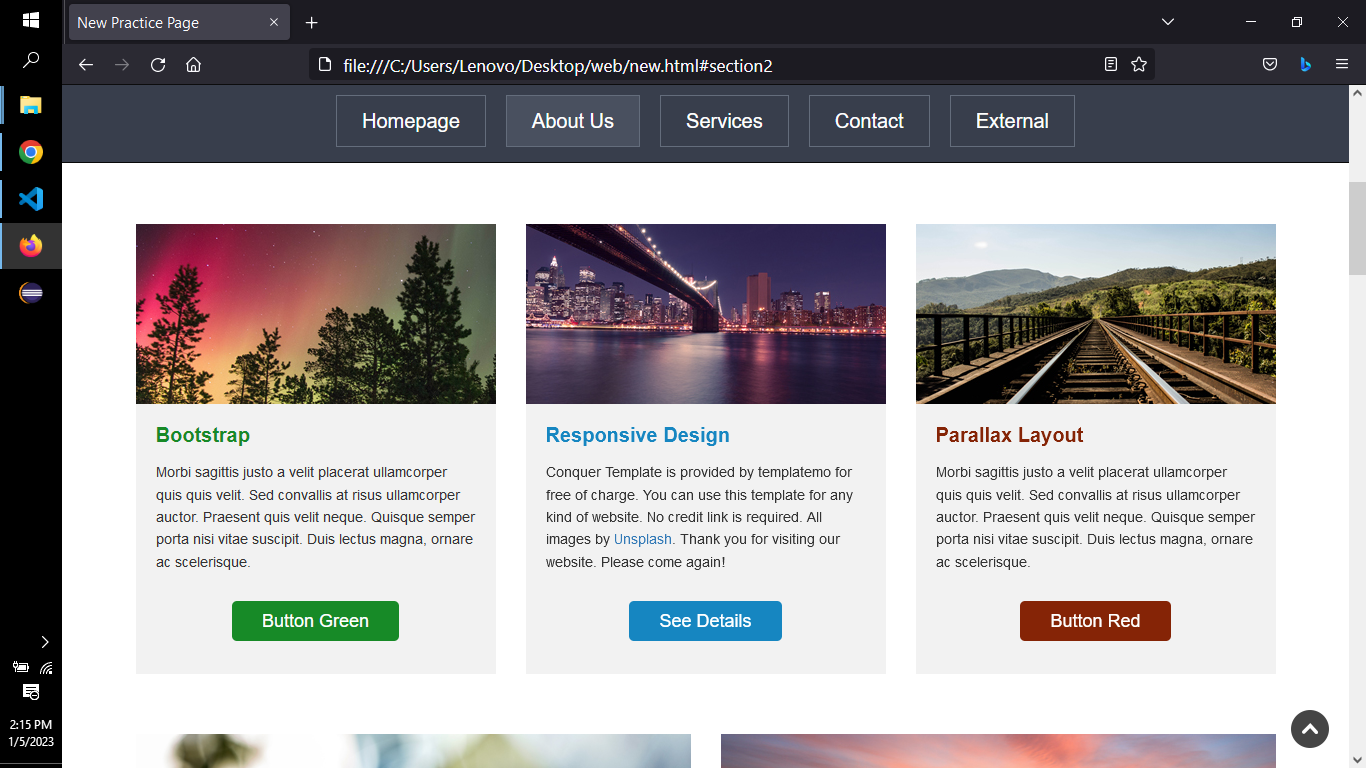 New Practice Page
file:///C:/Users/Lenovo/Desktop/web/new.html#section2
Homepage
About Us
Services
Contact
External
Bootstrap
Morbi sagittis justo a velit placerat ullamcorper
quis quis velit. Sed convallis at risus ullamcorper
auctor. Praesent quis velit neque. Quisque semper
porta nisi vitae suscipit. Duis lectus magna, ornare
ac scelerisque.
Button Green
Responsive Design
Conquer Template is provided by templatemo for
free of charge. You can use this template for any
kind of website. No credit link is required. All
images by Unsplash. Thank you for visiting our
website. Please come again!
See Details
Parallax Layout
Morbi sagittis justo a velit placerat ullamcorper
quis quis velit. Sed convallis at risus ullamcorper
auctor. Praesent quis velit neque. Quisque semper
porta nisi vitae suscipit. Duis lectus magna, ornare
ac scelerisque.
Button Red
2:15 PM
1/5/2023